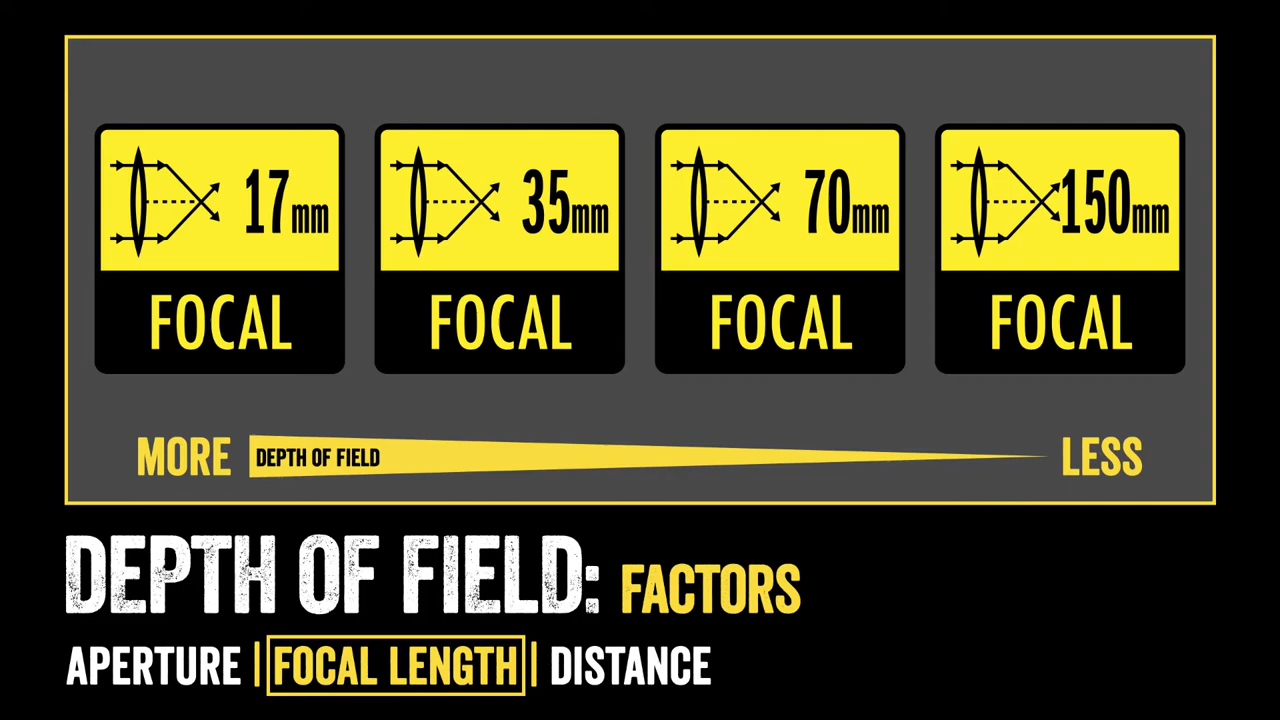 17mm 35mm 70mm 150mm
FOCAL FOCAL FOCAL FOCAL
MORE DEPTH OF FIELD LESS
DEPTH OF FIELD: FACTORS
APERTURE | FOCAL LENGTH | DISTANCE